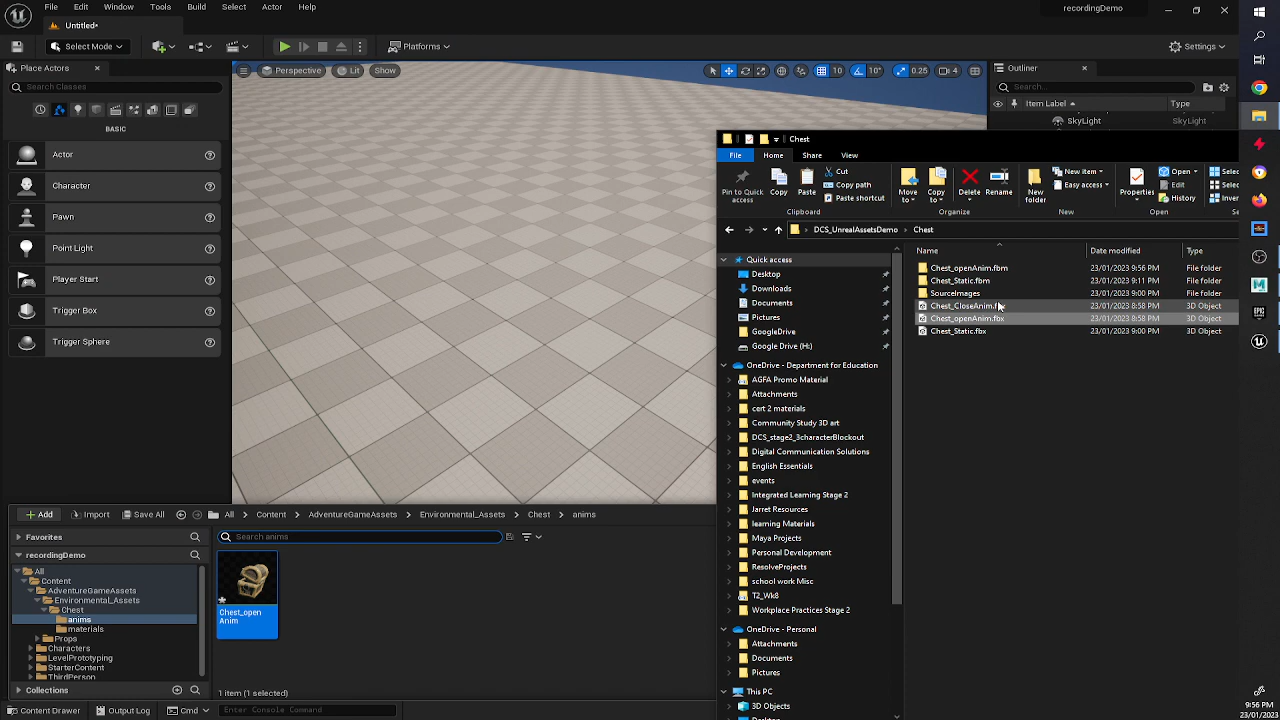 File Edit Window Tools Build Select Actor Help
recordingDemo
Untitled*
Select Mode
Platforms
Settings
Place Actors
Perspective Lit Show
10 10° 0.25 4
Outliner
Search Classes
Search...
Item Label Type
SkyLight SkyLight
BASIC
Actor
Character
Pawn
Point Light
Player Start
Trigger Box
Trigger Sphere
Chest
File Home Share View
Pin to Quick access
Copy
Paste
Cut
Copy path
Paste shortcut
Move to
Copy to
Delete
Rename
New folder
New item
Easy access
Properties
Open
Edit
History
Clipboard Organize New Open
DCS_UnrealAssetsDemo Chest
Name Date modified Type
Quick access
Desktop
Downloads
Documents
Pictures
GoogleDrive
Google Drive (H:)
OneDrive - Department for Education
AGFA Promo Material
Attachments
cert 2 materials
Community Study 3D art
DCS_stage2_3characterBlockout
Digital Communication Solutions
English Essentials
events
Integrated Learning Stage 2
Jarret Resources
learning Materials
Maya Projects
Personal Development
ResolveProjects
school work Misc
T2_Wk8
Workplace Practices Stage 2
OneDrive - Personal
Attachments
Documents
Pictures
This PC
3D Objects
Desktop
Chest_openAnim.fbm 23/01/2023 9:56 PM File folder
Chest_Static.fbm 23/01/2023 9:11 PM File folder
SourceImages 23/01/2023 9:00 PM File folder
Chest_CloseAnim.f 23/01/2023 8:58 PM 3D Object
Chest_openAnim.fbx 23/01/2023 8:58 PM 3D Object
Chest_Static.fbx 23/01/2023 9:00 PM 3D Object
Add Import Save All All Content AdventureGameAssets Environmental_Assets Chest anims
Favorites
Search anims
recordingDemo
All
Content
AdventureGameAssets
Environmental_Assets
Chest
anims
materials
Props
Characters
LevelPrototyping
StarterContent
ThirdPerson
Collections
Chest_open
Anim
1 item (1 selected)
Content Drawer Output Log Cmd Enter Console Command
9:56 PM
23/01/2023